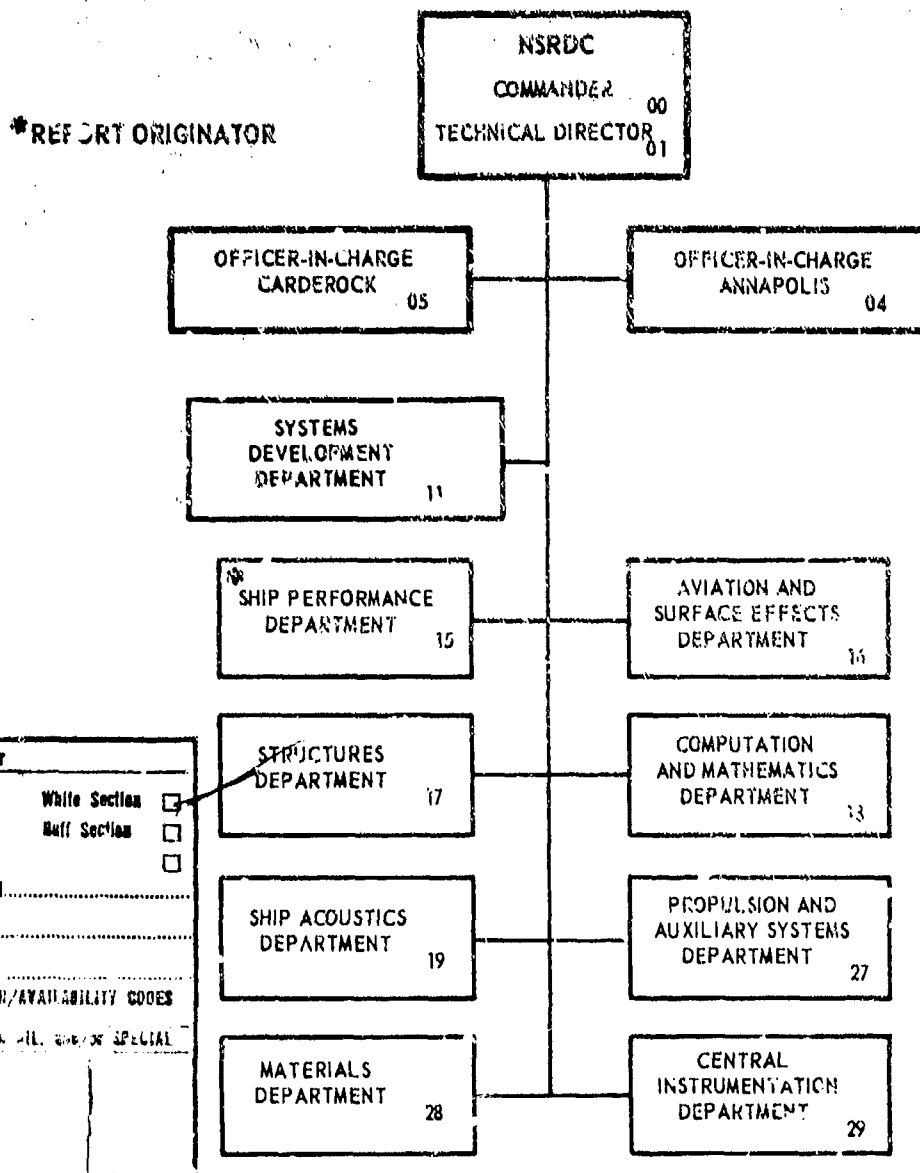 NSRDC
COMMANDER 00
TECHNICAL DIRECTOR 01
*REPORT ORIGINATOR
OFFICER-IN-CHARGE
CARDEROCK
05
OFFICER-IN-CHARGE
ANNAPOLIS
04
SYSTEMS
DEVELOPMENT
DEPARTMENT
11
*
SHIP PERFORMANCE
DEPARTMENT
15
AVIATION AND
SURFACE EFFECTS
DEPARTMENT
STRUCTURES
DEPARTMENT
17
COMPUTATION
AND MATHEMATICS
DEPARTMENT
White Section
Buff Section
SHIP ACOUSTICS
DEPARTMENT
19
PROPULSION AND
AUXILIARY SYSTEMS
DEPARTMENT
27
/AVAILABILITY CODES
SPECIAL
MATERIALS
DEPARTMENT
28
CENTRAL
INSTRUMENTATION
DEPARTMENT
29